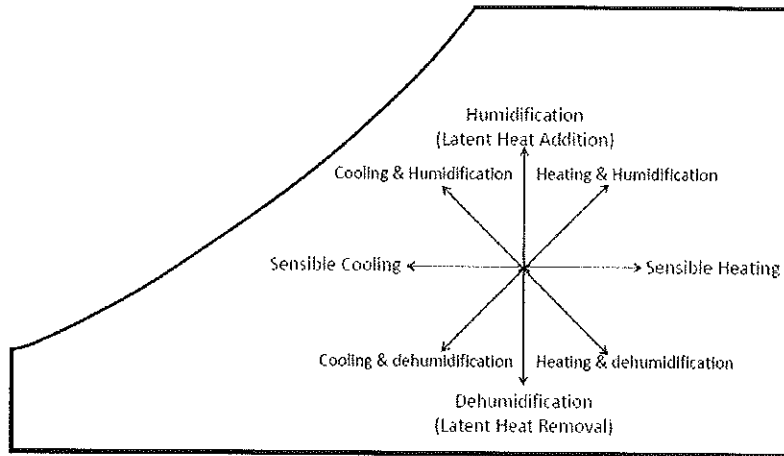 Humidification
(Latent Heat Addition)
Cooling & Humidification
Heating & Humidification
Sensible Cooling
Sensible Heating
Cooling & dehumidification
Heating & dehumidification
Dehumidification
(Latent Heat Removal)